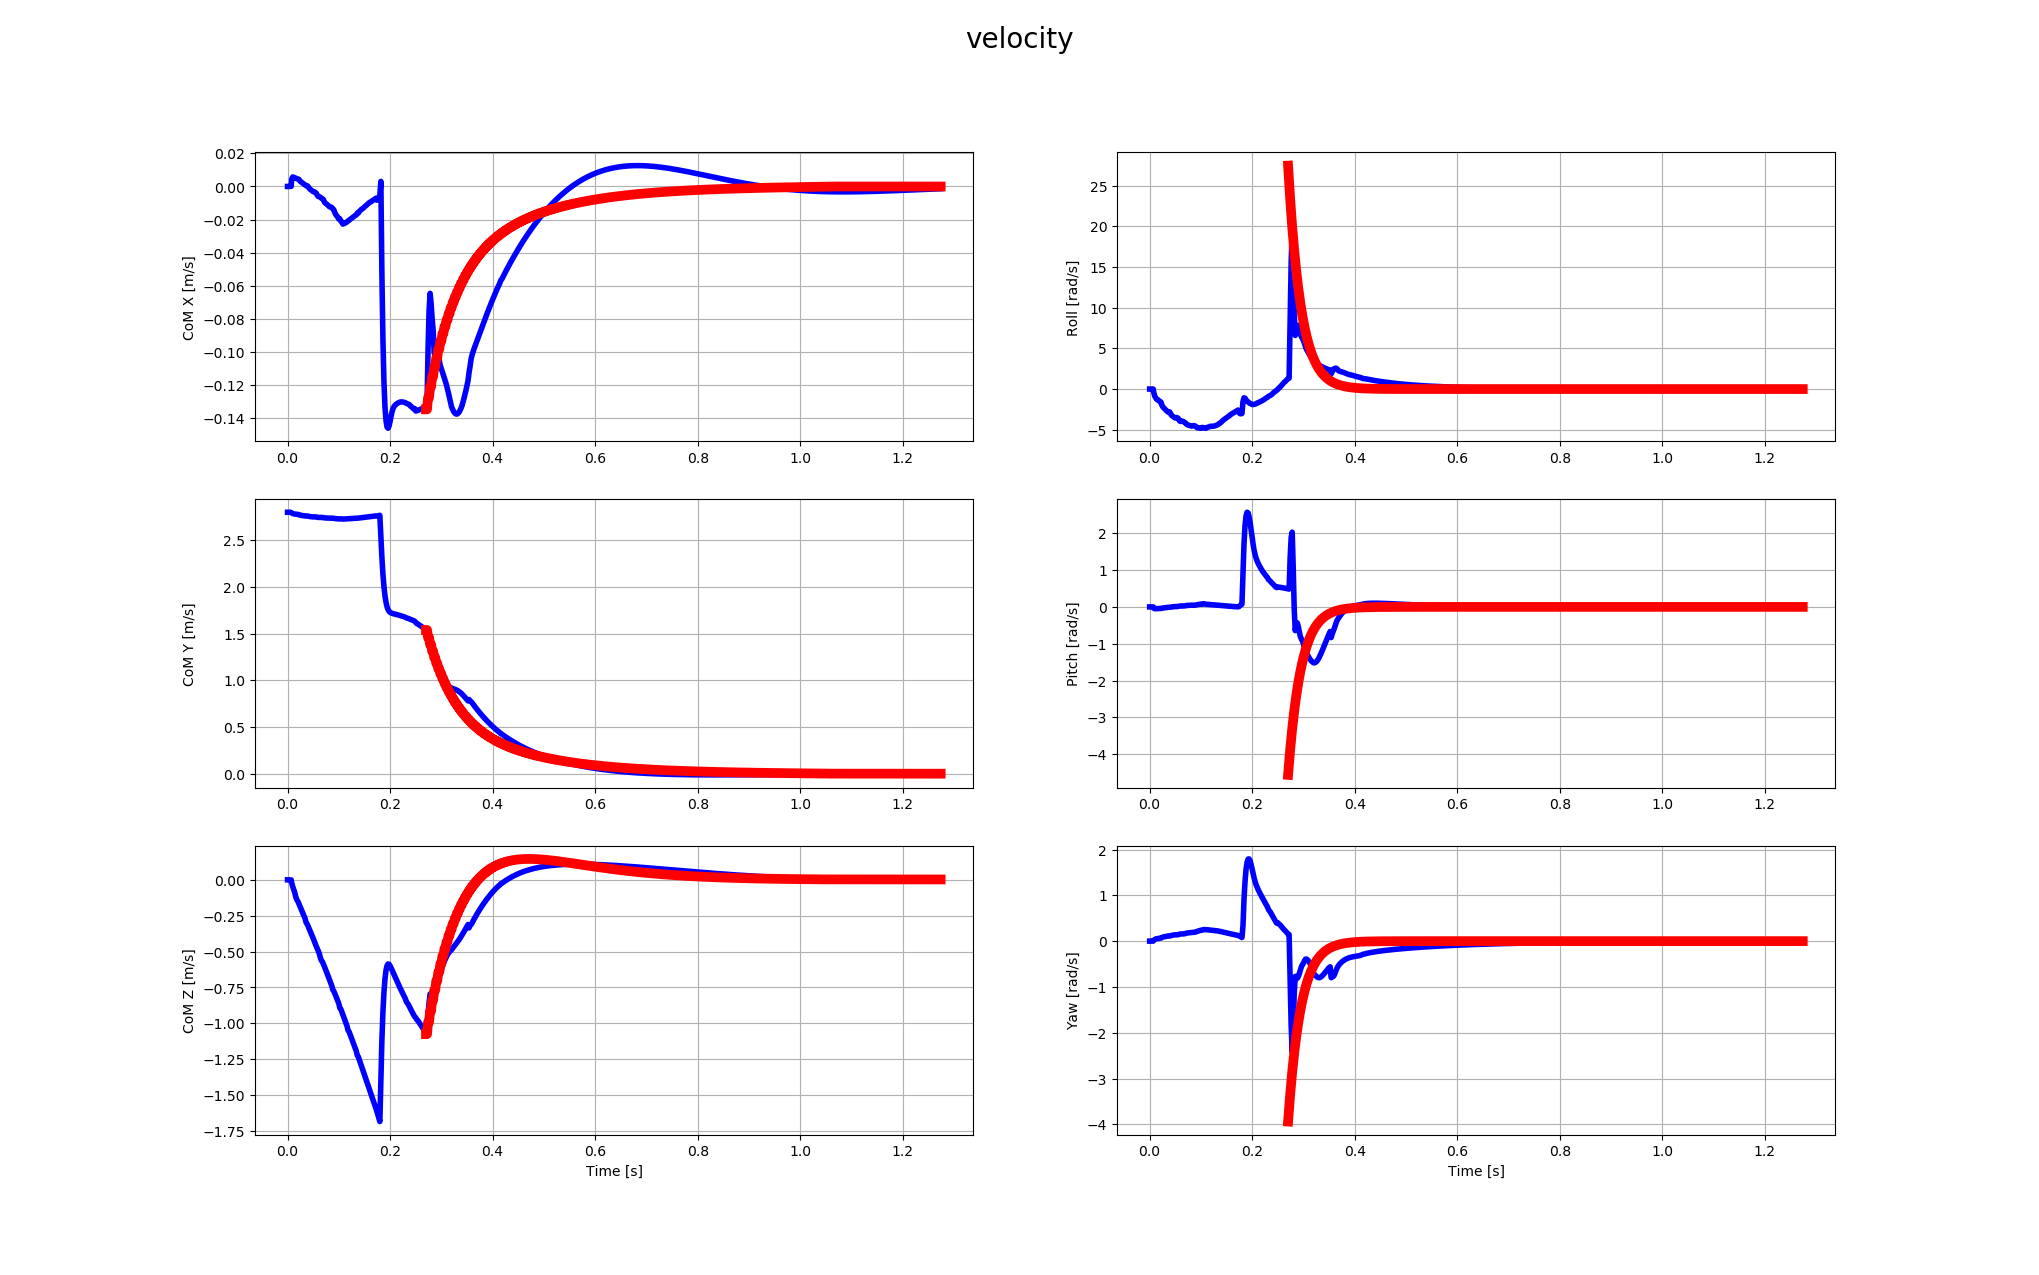 velocity
CoM X [m/s]
0.02
0.00
−0.02
−0.04
−0.06
−0.08
−0.10
−0.12
−0.14
0.0 0.2 0.4 0.6 0.8 1.0 1.2
Roll [rad/s]
25
20
15
10
5
0
−5
0.0 0.2 0.4 0.6 0.8 1.0 1.2
CoM Y [m/s]
2.5
2.0
1.5
1.0
0.5
0.0
0.0 0.2 0.4 0.6 0.8 1.0 1.2
Pitch [rad/s]
2
1
0
−1
−2
−3
−4
0.0 0.2 0.4 0.6 0.8 1.0 1.2
CoM Z [m/s]
0.00
−0.25
−0.50
−0.75
−1.00
−1.25
−1.50
−1.75
0.0 0.2 0.4 0.6 0.8 1.0 1.2
Time [s]
Yaw [rad/s]
2
1
0
−1
−2
−3
−4
0.0 0.2 0.4 0.6 0.8 1.0 1.2
Time [s]